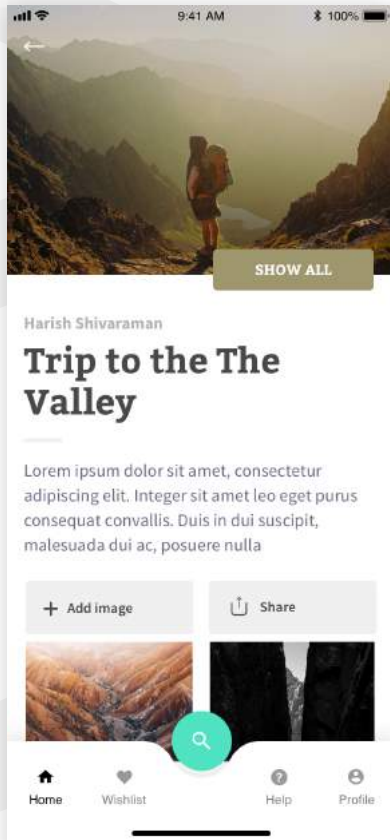 9:41 AM
100%
SHOW ALL
Harish Shivaraman
Trip to the The
Valley
Lorem ipsum dolor sit amet, consectetur
adipiscing elit. Integer sit amet leo eget purus
consequat convallis. Duis in dui suscipit,
malesuada dui ac, posuere nulla
+ Add image
Share
Home
Wishlist
Help
Profile